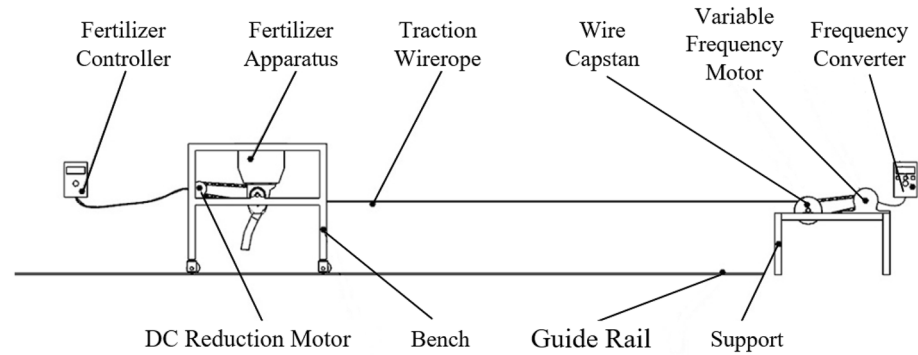 Fertilizer
Controller
Fertilizer
Apparatus
Traction
Wirerope
Wire
Capstan
Variable
Frequency
Motor
Frequency
Converter
DC Reduction Motor
Bench
Guide Rail
Support